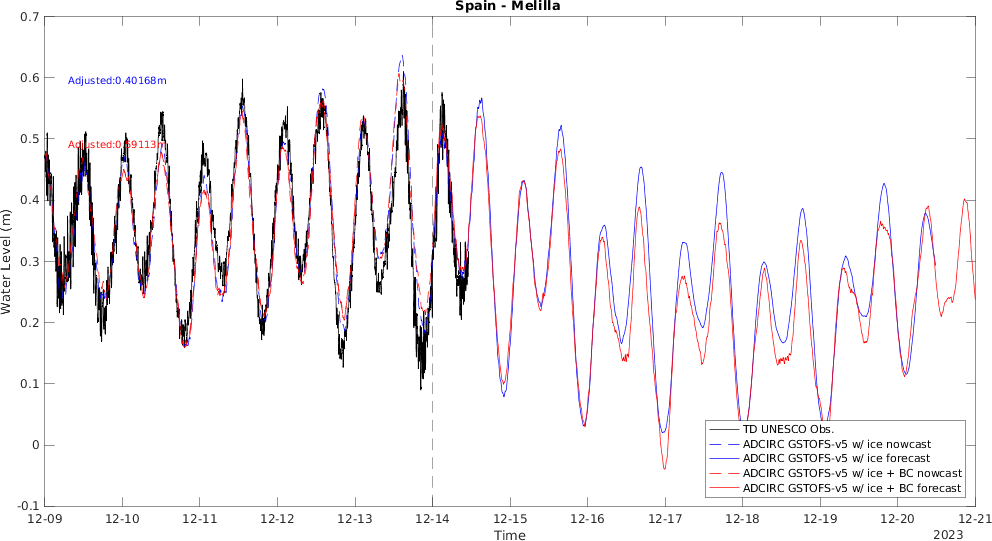 Spain - Melilla
0.7
0.6
0.5
0.4
0.3
0.2
0.1
0
-0.1
Water Level (m)
Adjusted:0.40168m
Adjusted:0.69113m
TD UNESCO Obs.
ADCIRC GSTOFS-v5 w/ ice nowcast
ADCIRC GSTOFS-v5 w/ ice forecast
ADCIRC GSTOFS-v5 w/ ice + BC nowcast
ADCIRC GSTOFS-v5 w/ ice + BC forecast
12-09 12-10 12-11 12-12 12-13 12-14 12-15 12-16 12-17 12-18 12-19 12-20 12-21
Time
2023